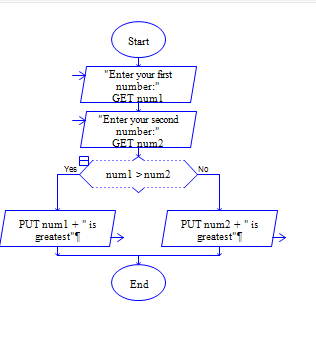 Start
"Enter your first
number:"
GET num1
"Enter your second
number:"
GET num2
Yes
num1 >num2
No
PUT num1 + " is
greatest"¶
PUT num2 + " is
greatest"¶
End